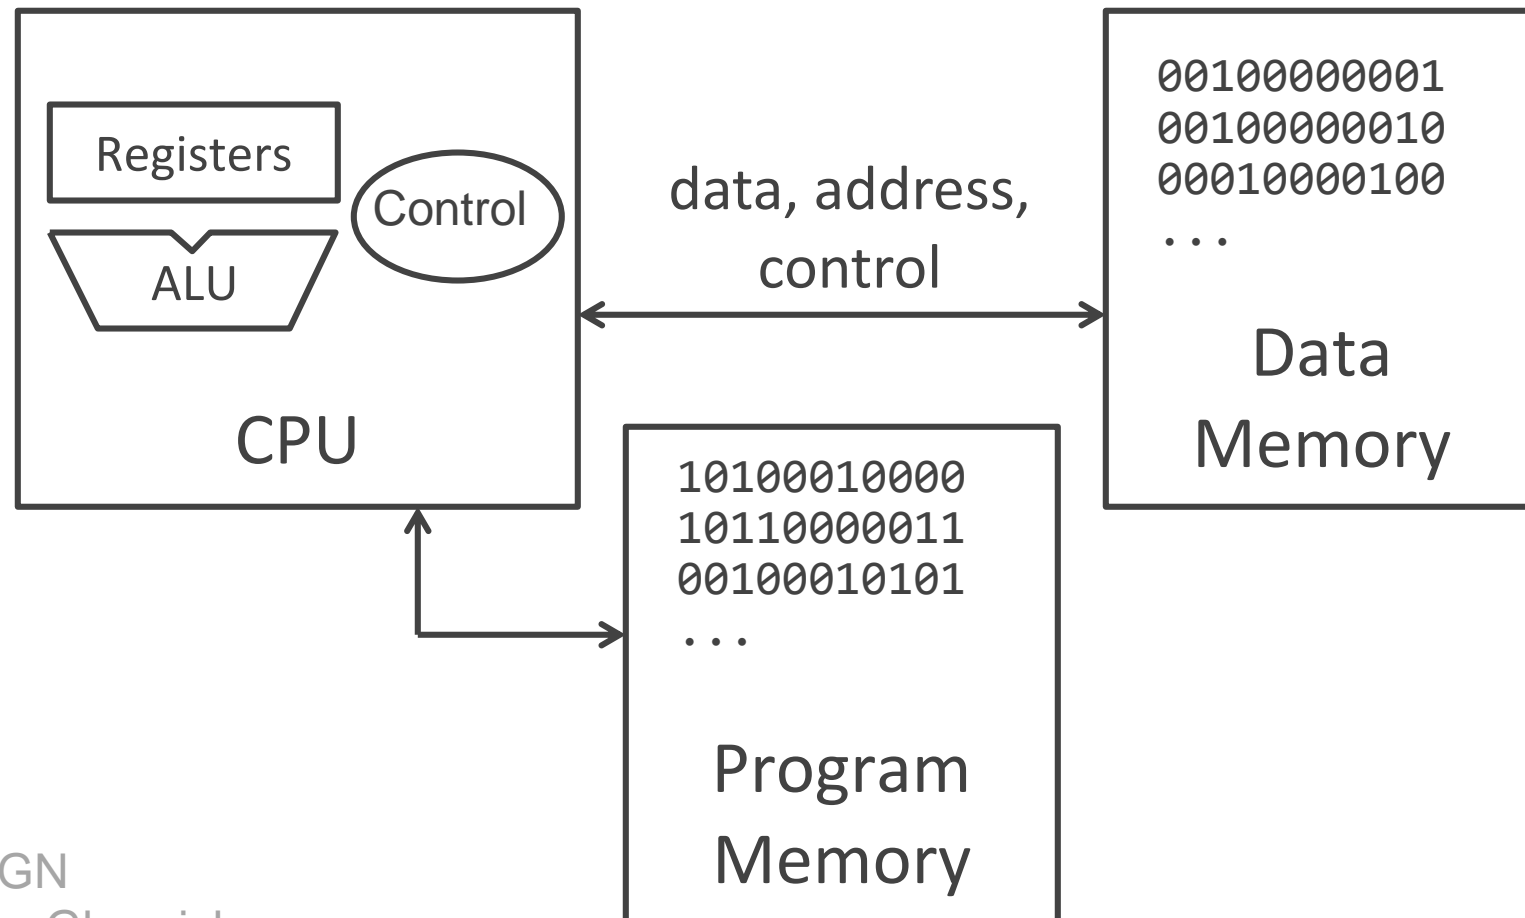 Registers
Control
ALU
CPU
data, address,
control
00100000001
00100000010
00010000100
...
Data
Memory
10100010000
10110000011
00100010101
...
Program
Memory
GN